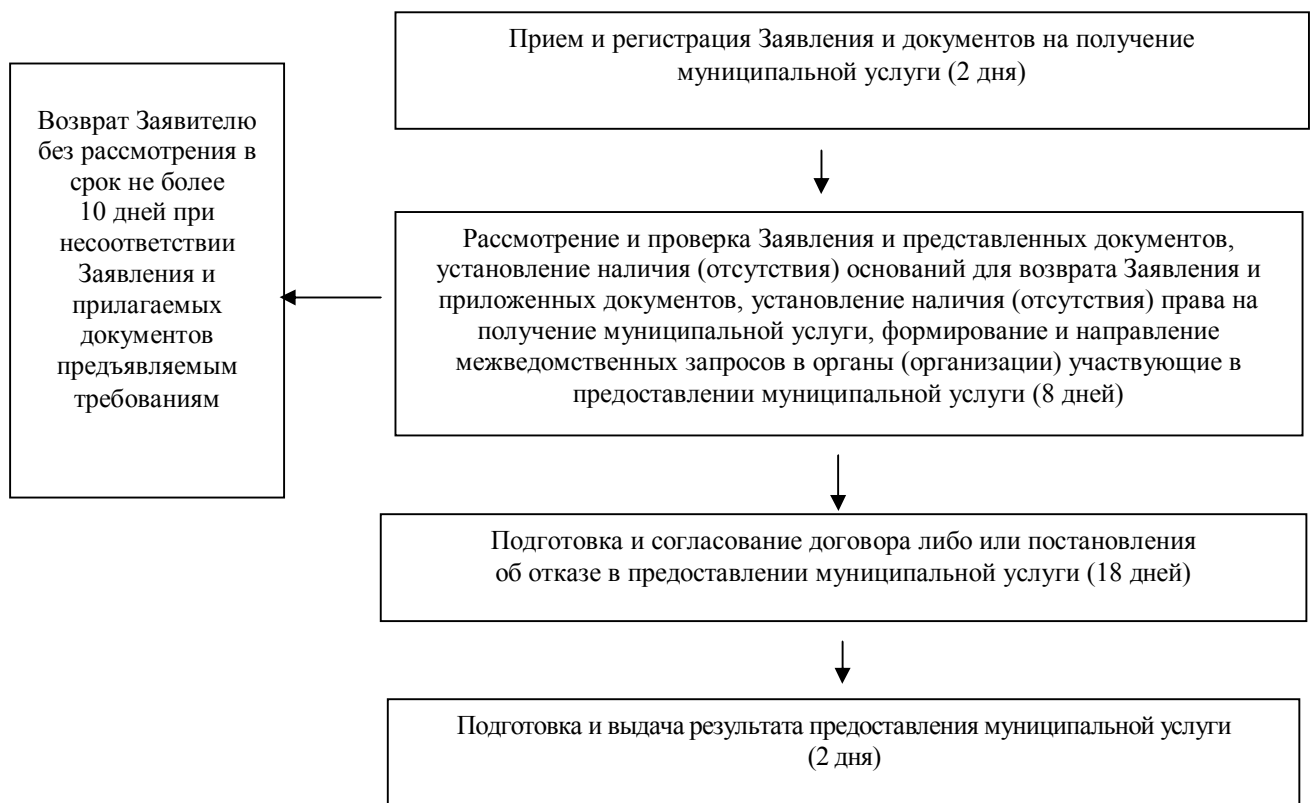 Прием и регистрация Заявления и документов на получение
муниципальной услуги (2 дня)
Возврат Заявителю
без рассмотрения в
срок не более
10 дней при
несоответствии
Заявления и
прилагаемых
документов
предъявляемым
требованиям
Рассмотрение и проверка Заявления и представленных документов,
установление наличия (отсутствия) оснований для возврата Заявления и
приложенных документов, установление наличия (отсутствия) права на
получение муниципальной услуги, формирование и направление
межведомственных запросов в органы (организации) участвующие в
предоставлении муниципальной услуги (8 дней)
Подготовка и согласование договора либо или постановления
об отказе в предоставлении муниципальной услуги (18 дней)
Подготовка и выдача результата предоставления муниципальной услуги
(2 дня)